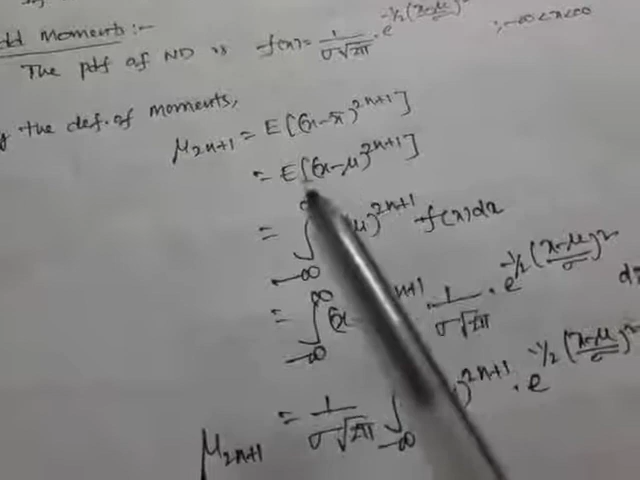 Odd Moments:-
The pdf of ND is f(x) = 1/σ√2π · e^-1/2(x-μ/σ)^2 ; -∞<x<∞
the def. of moments,
μ2n+1 = E[(x-x̄)^2n+1]
= E[(x-μ)^2n+1]
= ∫-∞^∞ μ)^2n+1 f(x)dx
= ∫-∞^∞ (x n+1 · 1/σ√2π · e^-1/2(x-μ/σ)^2 dx
μ2n+1 = 1/σ√2π ∫-∞ )^2n+1 · e^-1/2(x-μ/σ)^2